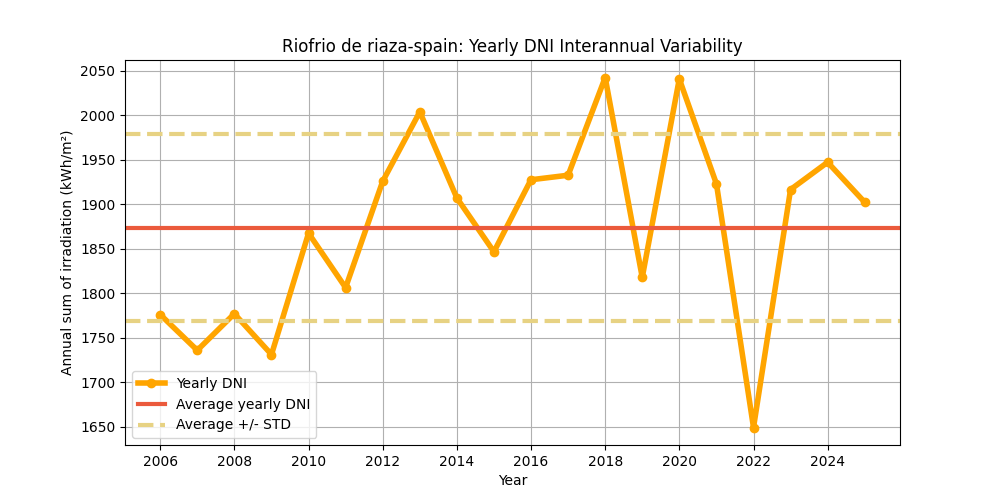 Riofrio de riaza-spain: Yearly DNI Interannual Variability
Annual sum of irradiation (kWh/m²)
2050
2000
1950
1900
1850
1800
1750
1700
1650
Yearly DNI
Average yearly DNI
Average +/- STD
2006 2008 2010 2012 2014 2016 2018 2020 2022 2024
Year